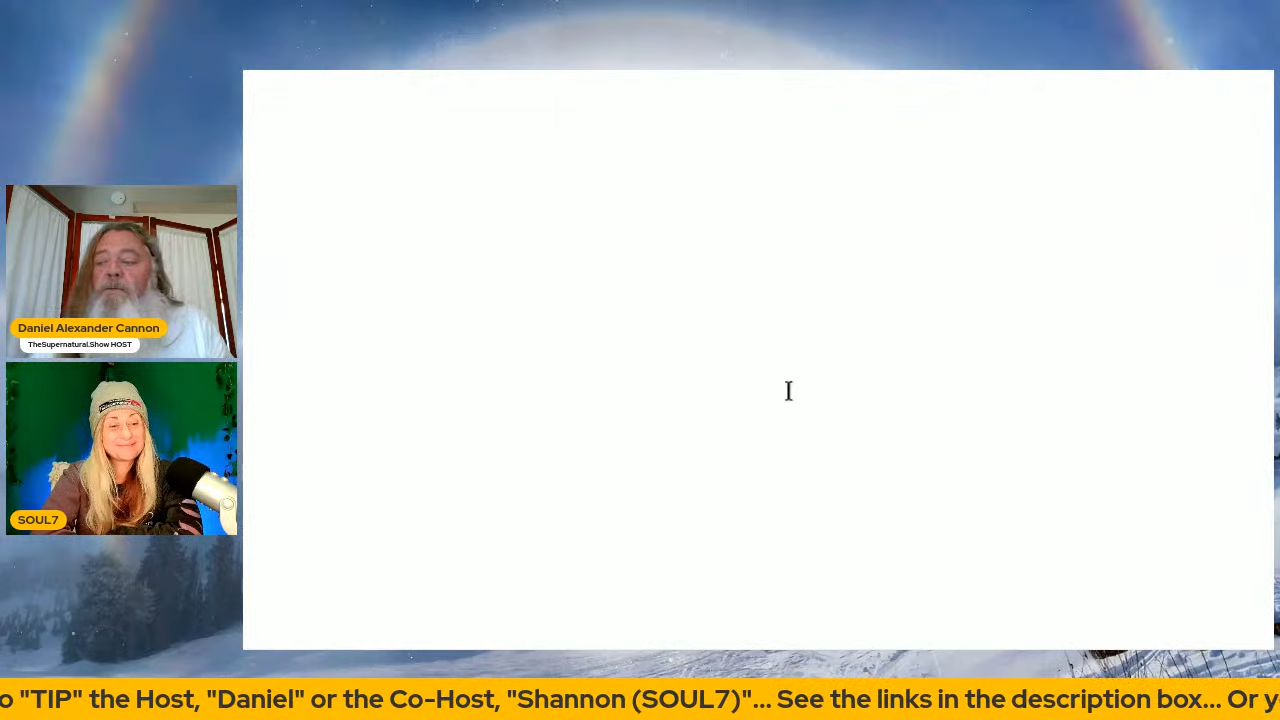 Daniel Alexander Cannon
TheSupernatural.Show HOST
SOUL7
o "TIP" the Host, "Daniel" or the Co-Host, "Shannon (SOUL7)"... See the links in the description box... Or y